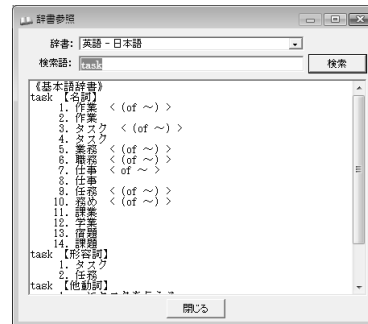 辞書参照
辞書: 英語 - 日本語
検索語: task
検索
《基本語辞書》
task 【名詞】
1. 作業 < (of ~) >
2. 作業
3. タスク < (of ~) >
4. タスク
5. 業務 < (of ~) >
6. 職務 < (of ~) >
7. 仕事 < of ~) >
8. 仕事
9. 任務 < (of ~) >
10. 務め < (of ~) >
11. 課業
12. 学業
13. 宿題
14. 課題
task 【形容詞】
1. タスク
2. 任務
task 【他動詞】
閉じる